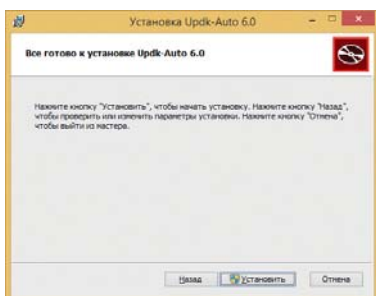 Установка Updk-Auto 6.0
Все готово к установке Updk-Auto 6.0
Нажмите кнопку "Установить", чтобы начать установку. Нажмите кнопку "Назад",
чтобы проверить или изменить параметры установки. Нажмите кнопку "Отмена",
чтобы выйти из мастера.
Назад
Установить
Отмена